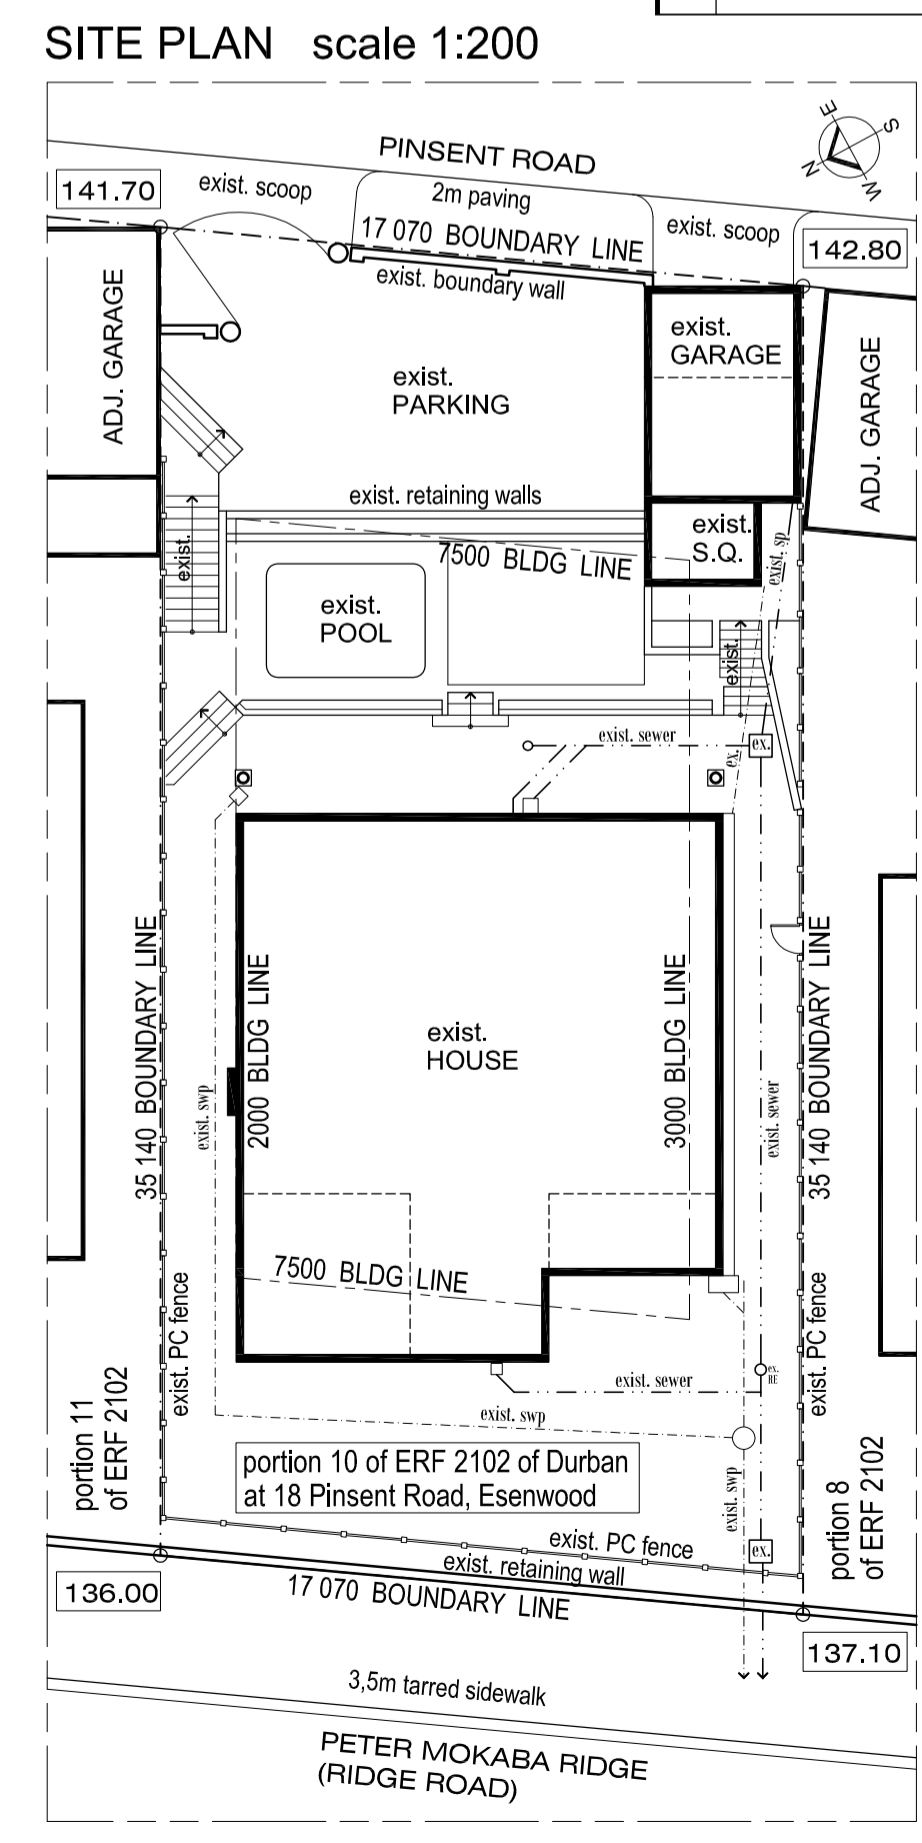 SITE PLAN scale 1:200
E
S
N
W
PINSENT ROAD
141.70
exist. scoop
2m paving
17 070 BOUNDARY LINE
exist. scoop
142.80
exist. boundary wall
ADJ. GARAGE
exist.
PARKING
exist.
GARAGE
ADJ. GARAGE
exist. retaining walls
exist.
7500 BLDG LINE
exist.
S.Q.
exist. sp
exist.
POOL
exist.
exist. sewer
ex.
ex.
35 140 BOUNDARY LINE
2000 BLDG LINE
3000 BLDG LINE
35 140 BOUNDARY LINE
exist.
HOUSE
exist. swp
exist. sewer
7500 BLDG LINE
exist. PC fence
exist. PC fence
ex.
RE
exist. sewer
exist. swp
portion 11
of ERF 2102
portion 10 of ERF 2102 of Durban
at 18 Pinsent Road, Esenwood
exist. swp
portion 8
of ERF 2102
exist. PC fence
ex.
exist. retaining wall
136.00
17 070 BOUNDARY LINE
137.10
3,5m tarred sidewalk
PETER MOKABA RIDGE
(RIDGE ROAD)